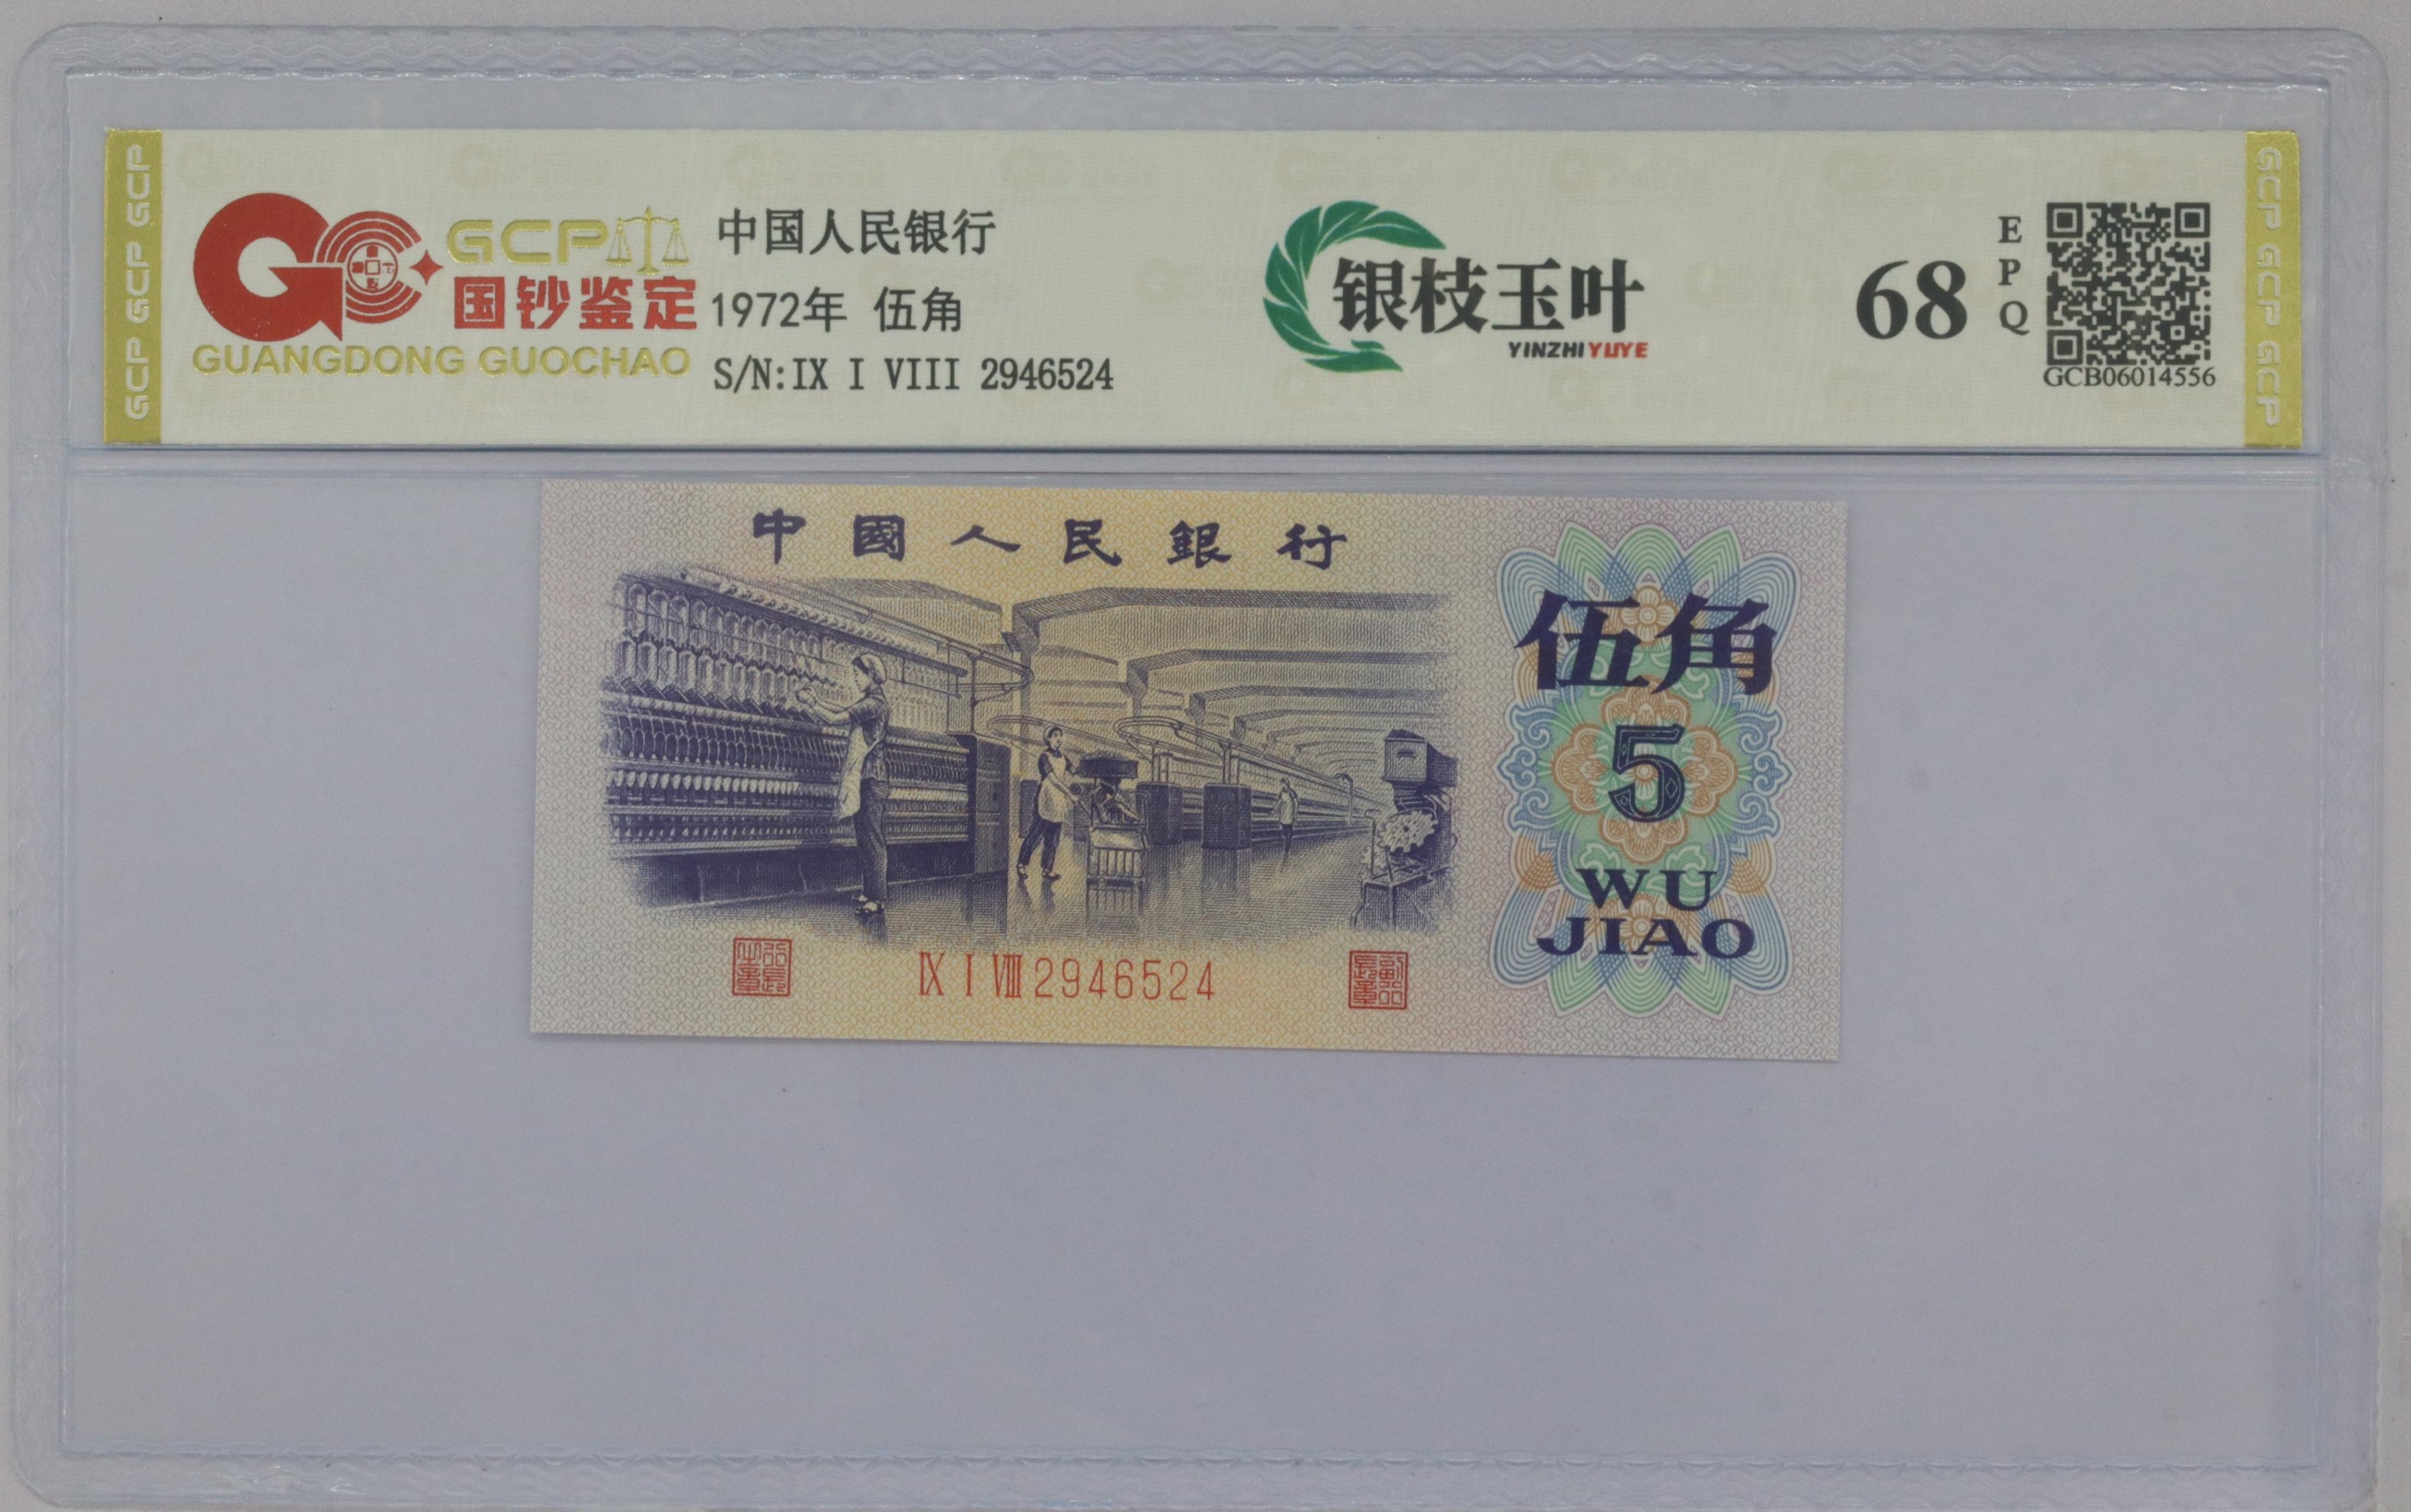 GCP GCP GCP
GCP
国钞鉴定
GUANGDONG GUOCHAO
中国人民银行
1972年 伍角
S/N:IX I VIII 2946524
银枝玉叶
YINZHIYUYE
68
EPQ
GCB06014556
GCP GCP GCP
中國人民銀行
伍角
5
WU
JIAO
IX I VIII 2946524